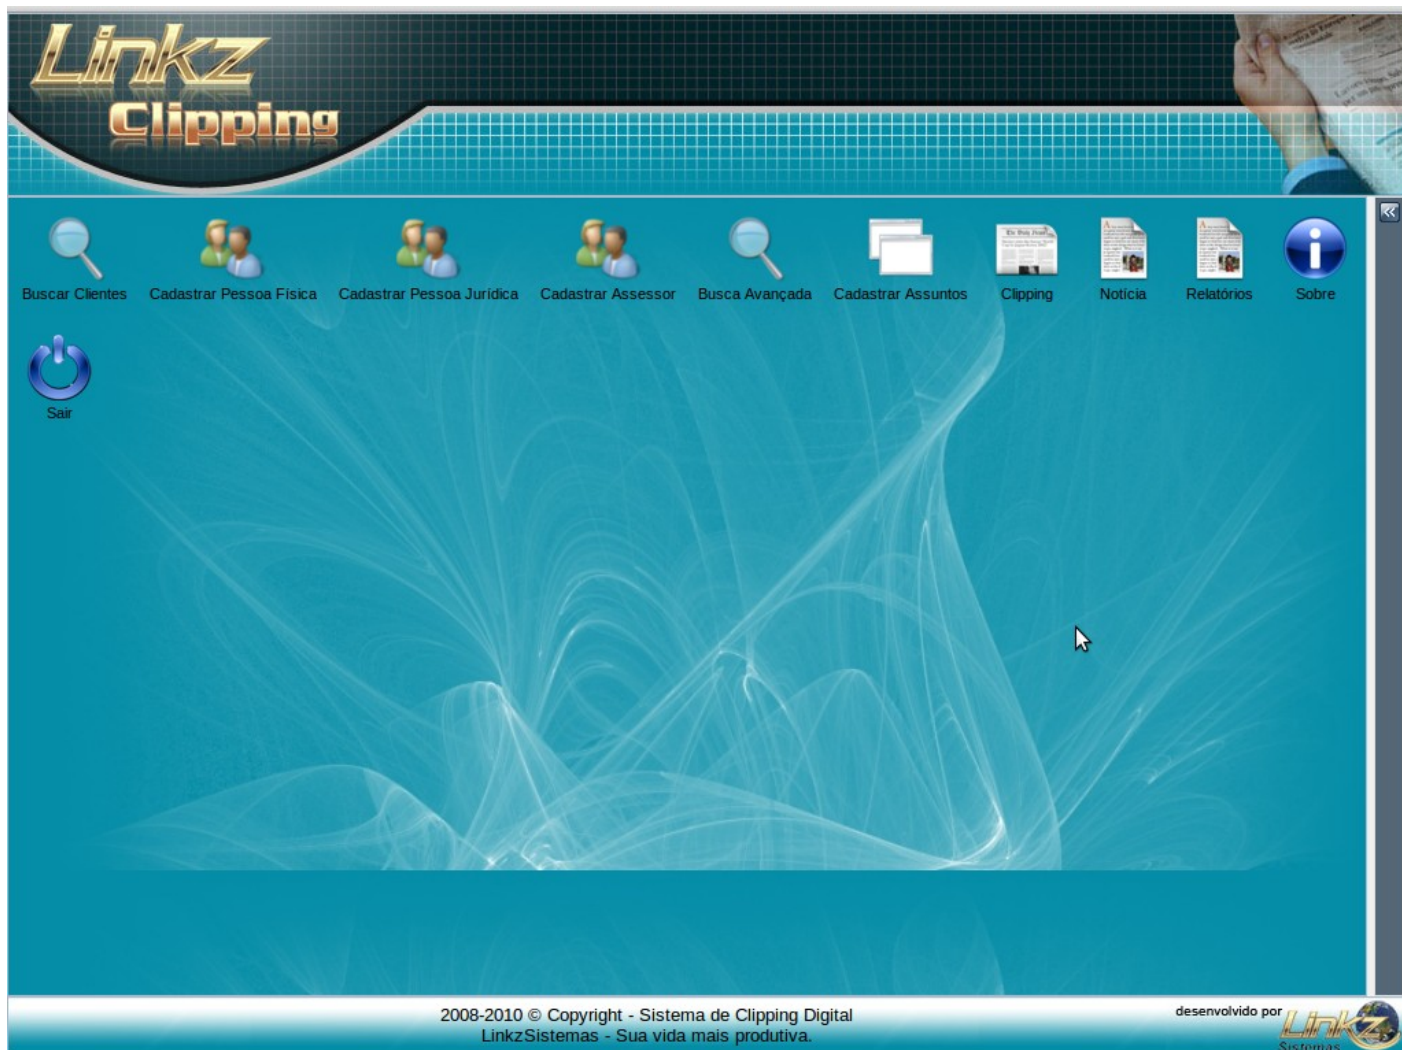 Linkz
Clipping
Buscar Clientes
Cadastrar Pessoa Física
Cadastrar Pessoa Jurídica
Cadastrar Assessor
Busca Avançada
Cadastrar Assuntos
Clipping
Notícia
Relatórios
Sobre
Sair
2008-2010 © Copyright - Sistema de Clipping Digital
LinkzSistemas - Sua vida mais produtiva.
desenvolvido por
Linkz
Sistemas